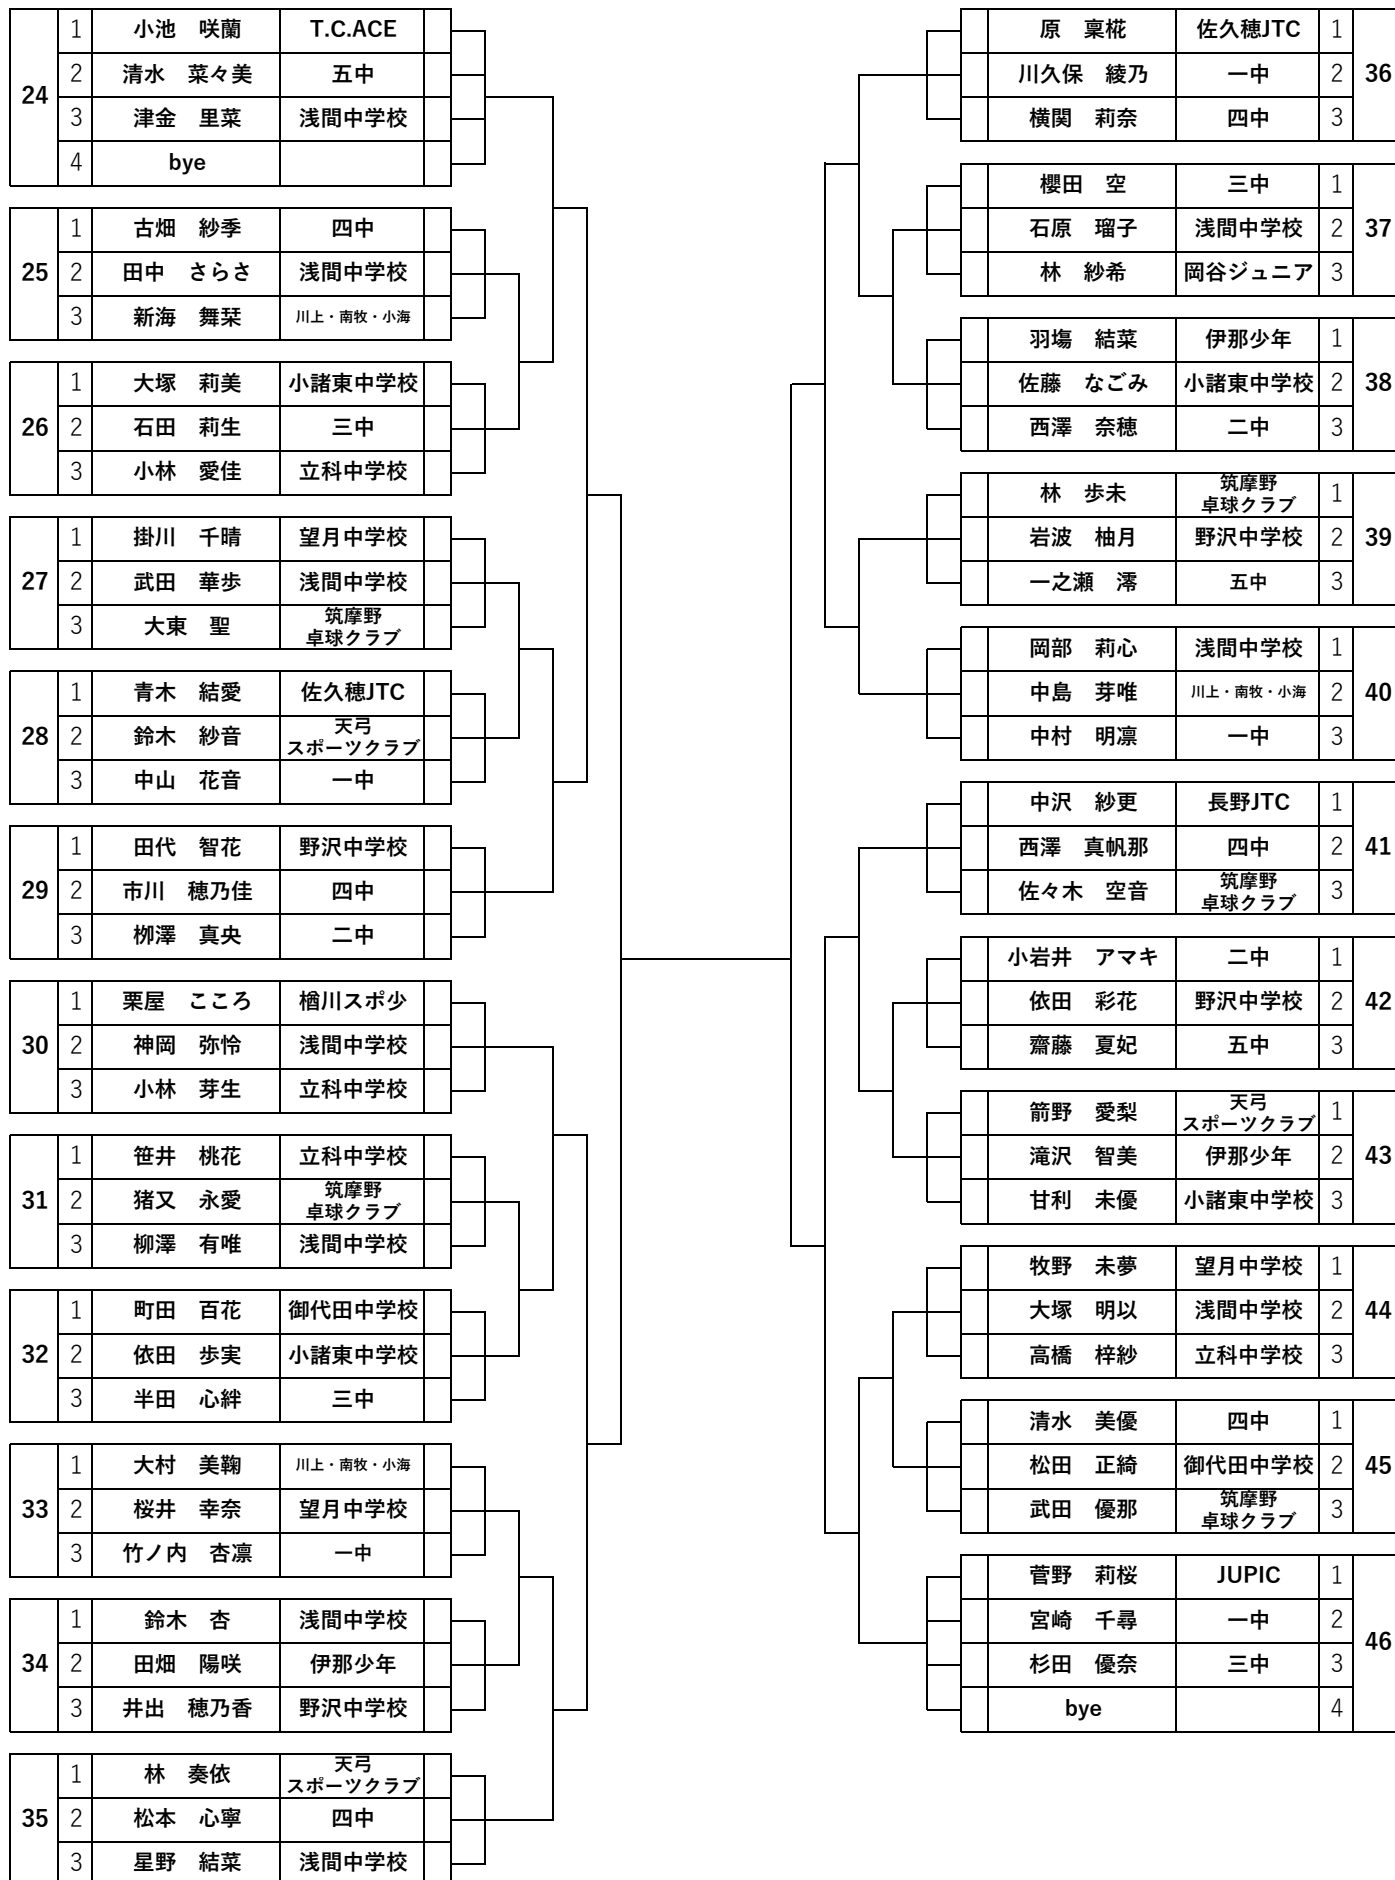 24
1 小池　咲蘭 T.C.ACE
2 清水　菜々美 五中
3 津金　里菜 浅間中学校
4 bye
25
1 古畑　紗季 四中
2 田中　さらさ 浅間中学校
3 新海　舞栞 川上・南牧・小海
26
1 大塚　莉美 小諸東中学校
2 石田　莉生 三中
3 小林　愛佳 立科中学校
27
1 掛川　千晴 望月中学校
2 武田　華歩 浅間中学校
3 大東　聖 筑摩野
卓球クラブ
28
1 青木　結愛 佐久穂JTC
2 鈴木　紗音 天弓
スポーツクラブ
3 中山　花音 一中
29
1 田代　智花 野沢中学校
2 市川　穂乃佳 四中
3 栁澤　真央 二中
30
1 栗屋　こころ 楢川スポ少
2 神岡　弥怜 浅間中学校
3 小林　芽生 立科中学校
31
1 笹井　桃花 立科中学校
2 猪又　永愛 筑摩野
卓球クラブ
3 柳澤　有唯 浅間中学校
32
1 町田　百花 御代田中学校
2 依田　歩実 小諸東中学校
3 半田　心絆 三中
33
1 大村　美鞠 川上・南牧・小海
2 桜井　幸奈 望月中学校
3 竹ノ内　杏凛 一中
34
1 鈴木　杏 浅間中学校
2 田畑　陽咲 伊那少年
3 井出　穂乃香 野沢中学校
35
1 林　奏依 天弓
スポーツクラブ
2 松本　心寧 四中
3 星野　結菜 浅間中学校
原　稟椛 佐久穂JTC 1
川久保　綾乃 一中 2
横関　莉奈 四中 3
36
櫻田　空 三中 1
石原　瑠子 浅間中学校 2
林　紗希 岡谷ジュニア 3
37
羽場　結菜 伊那少年 1
佐藤　なごみ 小諸東中学校 2
西澤　奈穂 二中 3
38
林　歩未 筑摩野
卓球クラブ 1
岩波　柚月 野沢中学校 2
一之瀬　澪 五中 3
39
岡部　莉心 浅間中学校 1
中島　芽唯 川上・南牧・小海 2
中村　明凛 一中 3
40
中沢　紗更 長野JTC 1
西澤　真帆那 四中 2
佐々木　空音 筑摩野
卓球クラブ 3
41
小岩井　アマキ 二中 1
依田　彩花 野沢中学校 2
齋藤　夏妃 五中 3
42
箭野　愛梨 天弓
スポーツクラブ 1
滝沢　智美 伊那少年 2
甘利　未優 小諸東中学校 3
43
牧野　未夢 望月中学校 1
大塚　明以 浅間中学校 2
高橋　梓紗 立科中学校 3
44
清水　美優 四中 1
松田　正綺 御代田中学校 2
武田　優那 筑摩野
卓球クラブ 3
45
菅野　莉桜 JUPIC 1
宮崎　千尋 一中 2
杉田　優奈 三中 3
bye 4
46